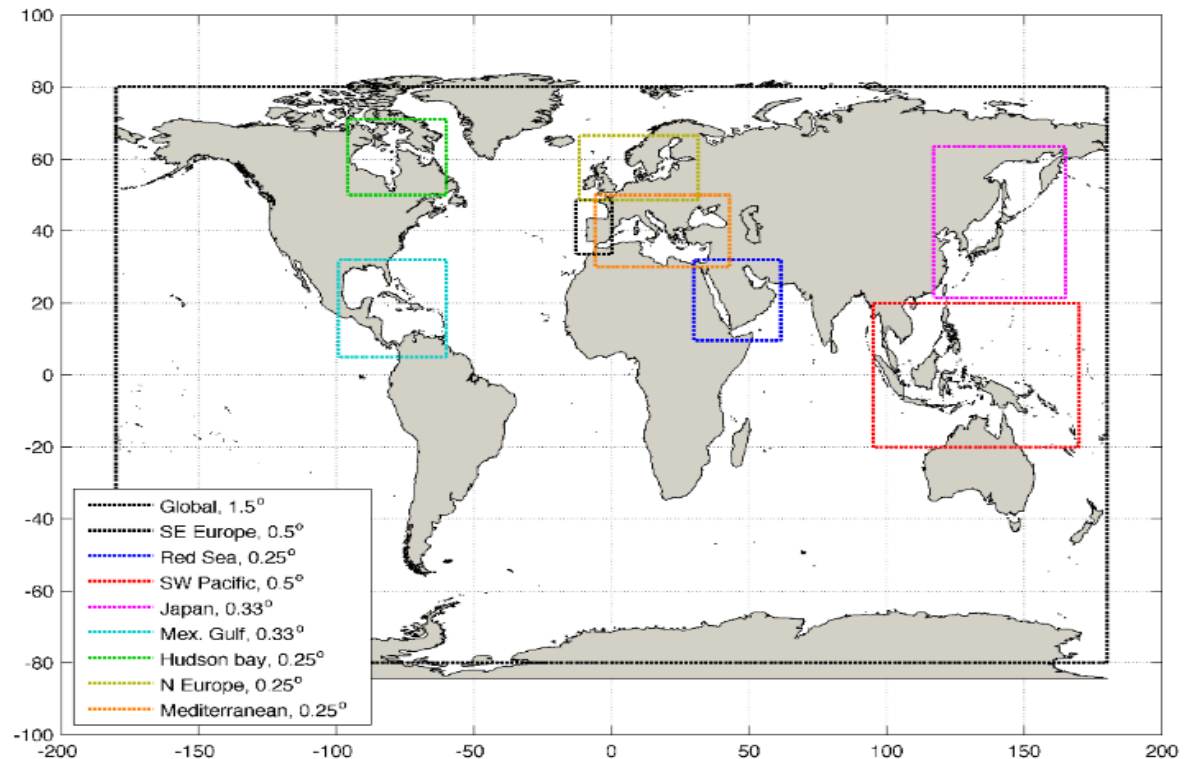 100
80
60
40
20
0
-20
-40
-60
-80
-100
-200
-150
-100
-50
0
50
100
150
200
Global, 1.5°
SE Europe, 0.5°
Red Sea, 0.25°
SW Pacific, 0.5°
Japan, 0.33°
Mex. Gulf, 0.33°
Hudson bay, 0.25°
N Europe, 0.25°
Mediterranean, 0.25°